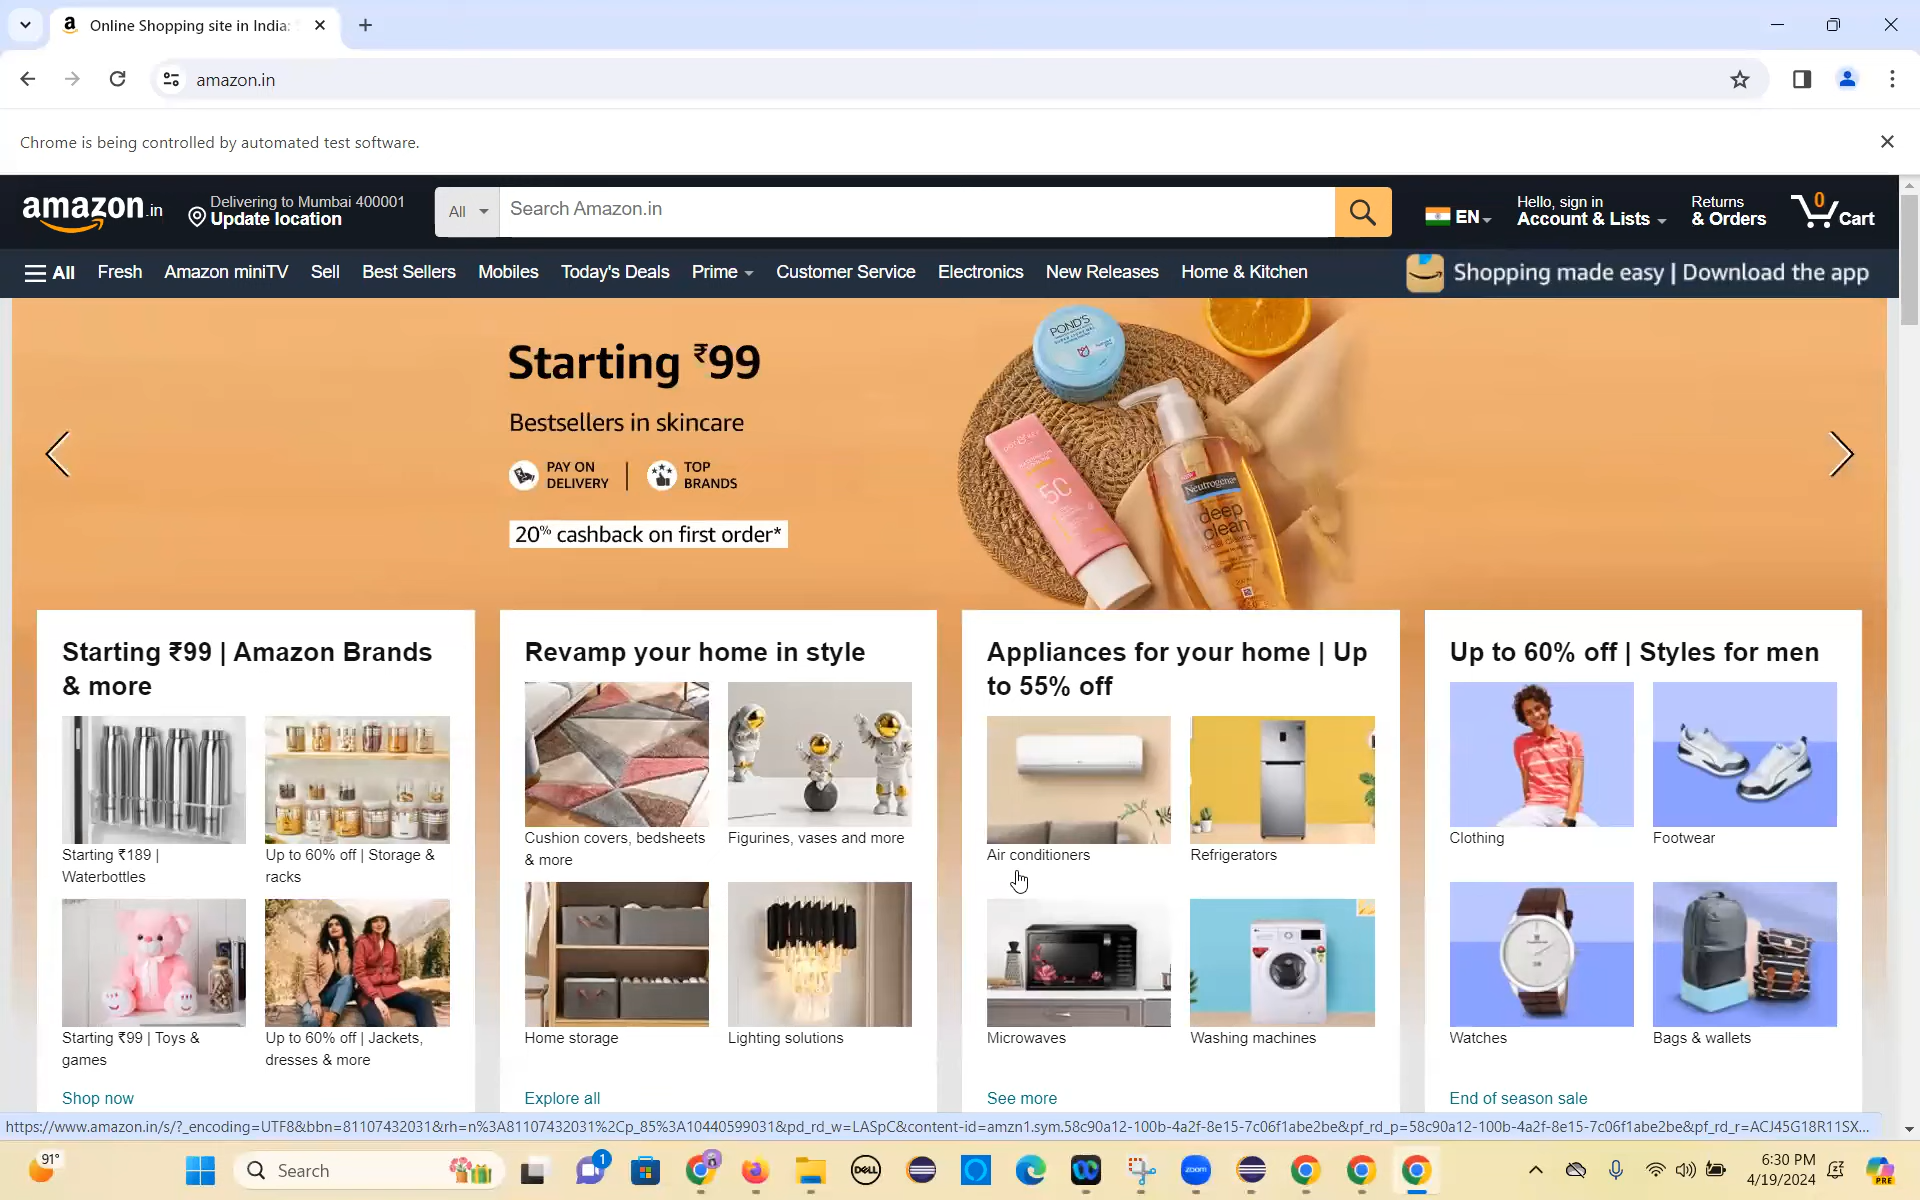 Online Shopping site in India:
amazon.in
Chrome is being controlled by automated test software.
amazon.in
Delivering to Mumbai 400001
Update location
All
Search Amazon.in
EN
Hello, sign in
Account & Lists
Returns
& Orders
0
Cart
All Fresh Amazon miniTV Sell Best Sellers Mobiles Today's Deals Prime Customer Service Electronics New Releases Home & Kitchen
Shopping made easy | Download the app
Starting ₹99
Bestsellers in skincare
PAY ON
DELIVERY
TOP
BRANDS
20% cashback on first order*
POND'S
50
Neutrogena
deep
clean
Starting ₹99 | Amazon Brands
& more
Starting ₹189 |
Waterbottles
Up to 60% off | Storage &
racks
Starting ₹99 | Toys &
games
Up to 60% off | Jackets,
dresses & more
Shop now
Revamp your home in style
Cushion covers, bedsheets
& more
Figurines, vases and more
Home storage
Lighting solutions
Explore all
Appliances for your home | Up
to 55% off
Air conditioners
Refrigerators
Microwaves
Washing machines
See more
Up to 60% off | Styles for men
Clothing
Footwear
Watches
Bags & wallets
End of season sale
https://www.amazon.in/s/?_encoding=UTF8&bbn=81107432031&rh=n%3A81107432031%2Cp_85%3A10440599031&pd_rd_w=LASpC&content-id=amzn1.sym.58c90a12-100b-4a2f-8e15-7c06f1abe2be&pf_rd_p=58c90a12-100b-4a2f-8e15-7c06f1abe2be&pf_rd_r=ACJ45G18R11SX...
91°
Search
1
DELL
zoom
6:30 PM
4/19/2024
PRE